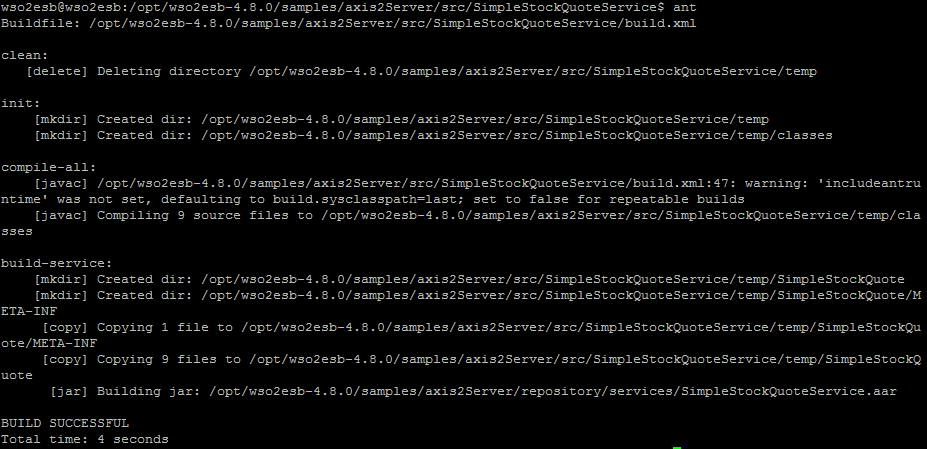 wso2esb@wso2esb:/opt/wso2esb-4.8.0/samples/axis2Server/src/SimpleStockQuoteService$ ant
Buildfile: /opt/wso2esb-4.8.0/samples/axis2Server/src/SimpleStockQuoteService/build.xml
clean:
[delete] Deleting directory /opt/wso2esb-4.8.0/samples/axis2Server/src/SimpleStockQuoteService/temp
init:
[mkdir] Created dir: /opt/wso2esb-4.8.0/samples/axis2Server/src/SimpleStockQuoteService/temp
[mkdir] Created dir: /opt/wso2esb-4.8.0/samples/axis2Server/src/SimpleStockQuoteService/temp/classes
compile-all:
[javac] /opt/wso2esb-4.8.0/samples/axis2Server/src/SimpleStockQuoteService/build.xml:47: warning: 'includeantru
ntime' was not set, defaulting to build.sysclasspath=last; set to false for repeatable builds
[javac] Compiling 9 source files to /opt/wso2esb-4.8.0/samples/axis2Server/src/SimpleStockQuoteService/temp/cla
sses
build-service:
[mkdir] Created dir: /opt/wso2esb-4.8.0/samples/axis2Server/src/SimpleStockQuoteService/temp/SimpleStockQuote
[mkdir] Created dir: /opt/wso2esb-4.8.0/samples/axis2Server/src/SimpleStockQuoteService/temp/SimpleStockQuote/M
ETA-INF
[copy] Copying 1 file to /opt/wso2esb-4.8.0/samples/axis2Server/src/SimpleStockQuoteService/temp/SimpleStockQu
ote/META-INF
[copy] Copying 9 files to /opt/wso2esb-4.8.0/samples/axis2Server/src/SimpleStockQuoteService/temp/SimpleStockQ
uote
[jar] Building jar: /opt/wso2esb-4.8.0/samples/axis2Server/repository/services/SimpleStockQuoteService.aar
BUILD SUCCESSFUL
Total time: 4 seconds